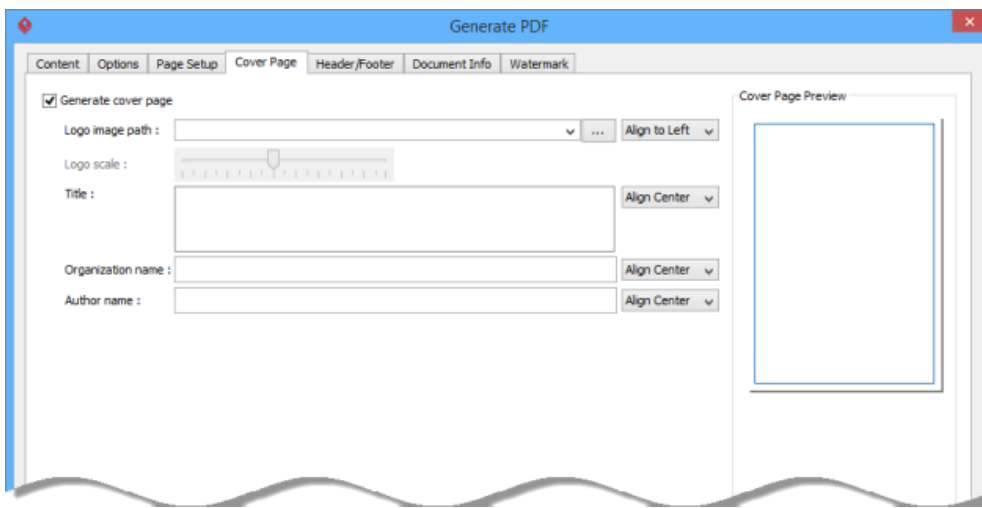 Generate PDF
Content Options Page Setup Cover Page Header/Footer Document Info Watermark
Generate cover page
Cover Page Preview
Logo image path : ... Align to Left
Logo scale :
Title : Align Center
Organization name : Align Center
Author name : Align Center